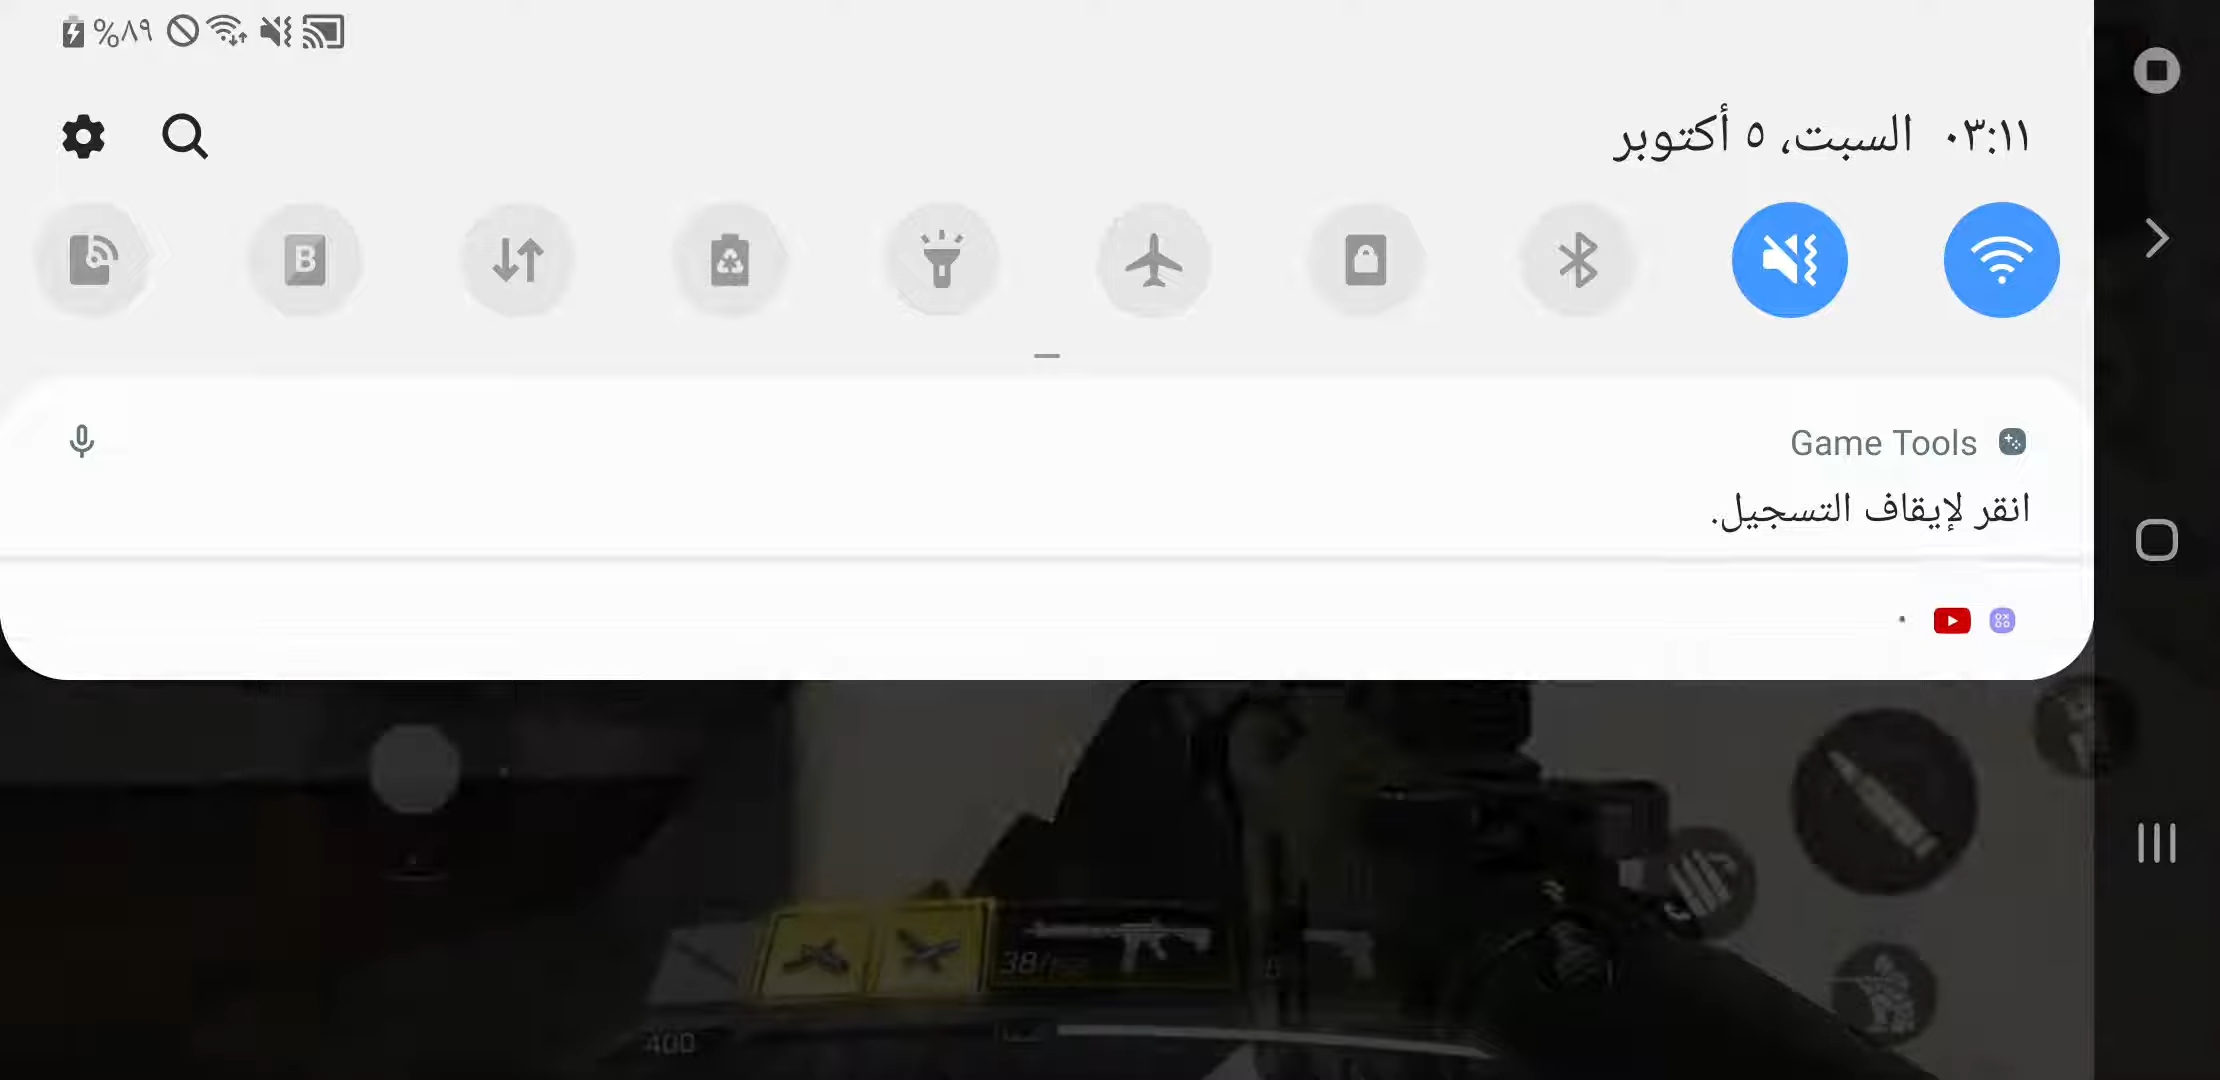 %٨٩
٠٣:١١ السبت، ٥ أكتوبر
B
Game Tools
انقر لإيقاف التسجيل.
38/
400